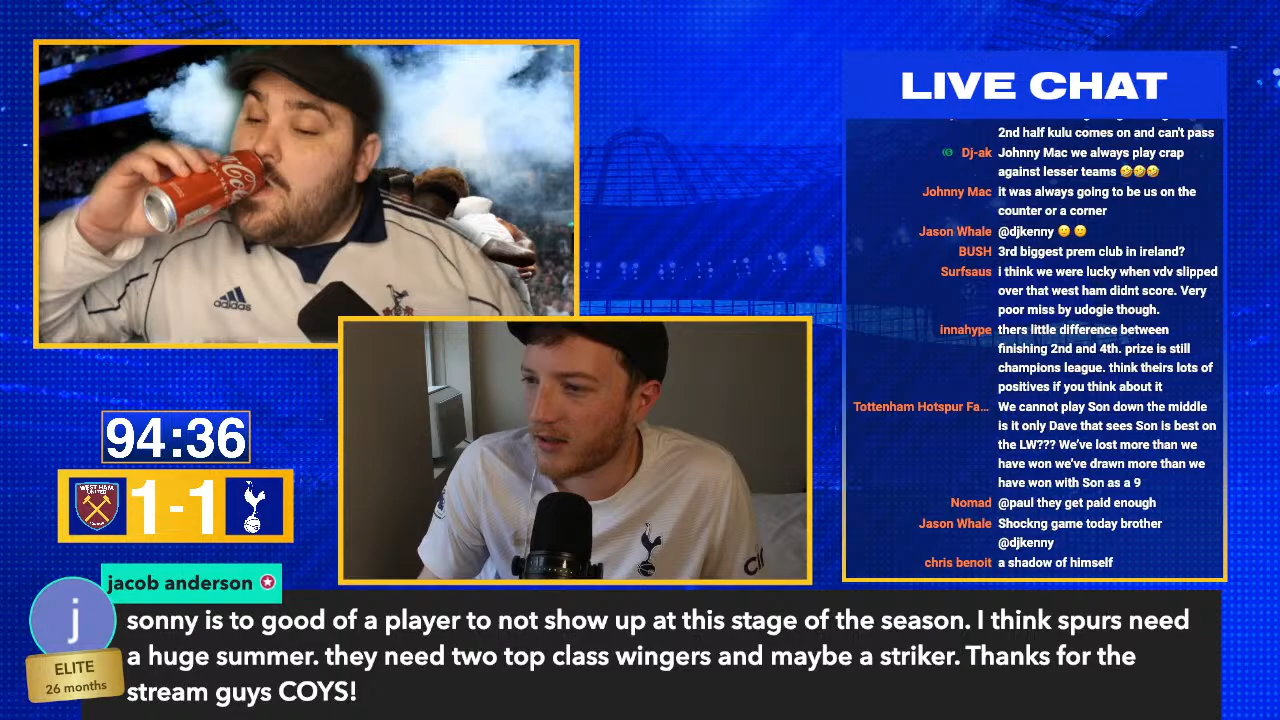 LIVE CHAT
2nd half kulu comes on and can't pass
Dj-ak Johnny Mac we always play crap
against lesser teams 🤣🤣🤣
Johnny Mac it was always going to be us on the
counter or a corner
Jason Whale @djkenny
BUSH 3rd biggest prem club in ireland?
Surfsaus i think we were lucky when vdv slipped
over that west ham didnt score. Very
poor miss by udogie though.
innahype thers little difference between
finishing 2nd and 4th. prize is still
champions league. think theirs lots of
positives if you think about it
Tottenham Hotspur Fa... We cannot play Son down the middle
is it only Dave that sees Son is best on
the LW??? We've lost more than we
have won we've drawn more than we
have won with Son as a 9
Nomad @paul they get paid enough
Jason Whale Shockng game today brother
@djkenny
chris benoit a shadow of himself
Coca-Cola
adidas
94:36
WEST HAM
UNITED
1-1
jacob anderson
j
ELITE
26 months
sonny is to good of a player to not show up at this stage of the season. I think spurs need
a huge summer. they need two top class wingers and maybe a striker. Thanks for the
stream guys COYS!